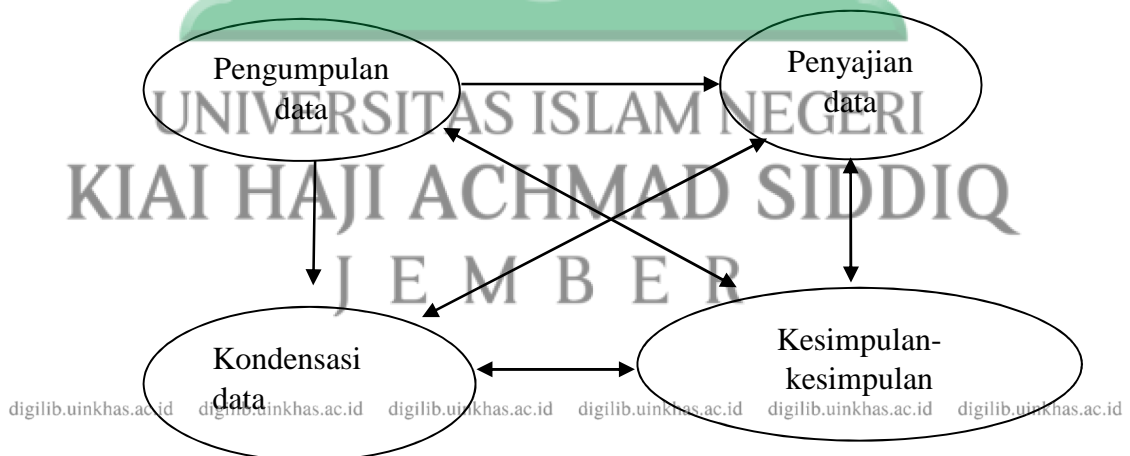 Pengumpulan
data
Penyajian
data
UNIVERSITAS ISLAM NEGERI
KIAI HAJI ACHMAD SIDDIQ
J E M B E R
Kondensasi
data
Kesimpulan-
kesimpulan
digilib.uinkhas.ac.id digilib.uinkhas.ac.id digilib.uinkhas.ac.id digilib.uinkhas.ac.id digilib.uinkhas.ac.id digilib.uinkhas.ac.id